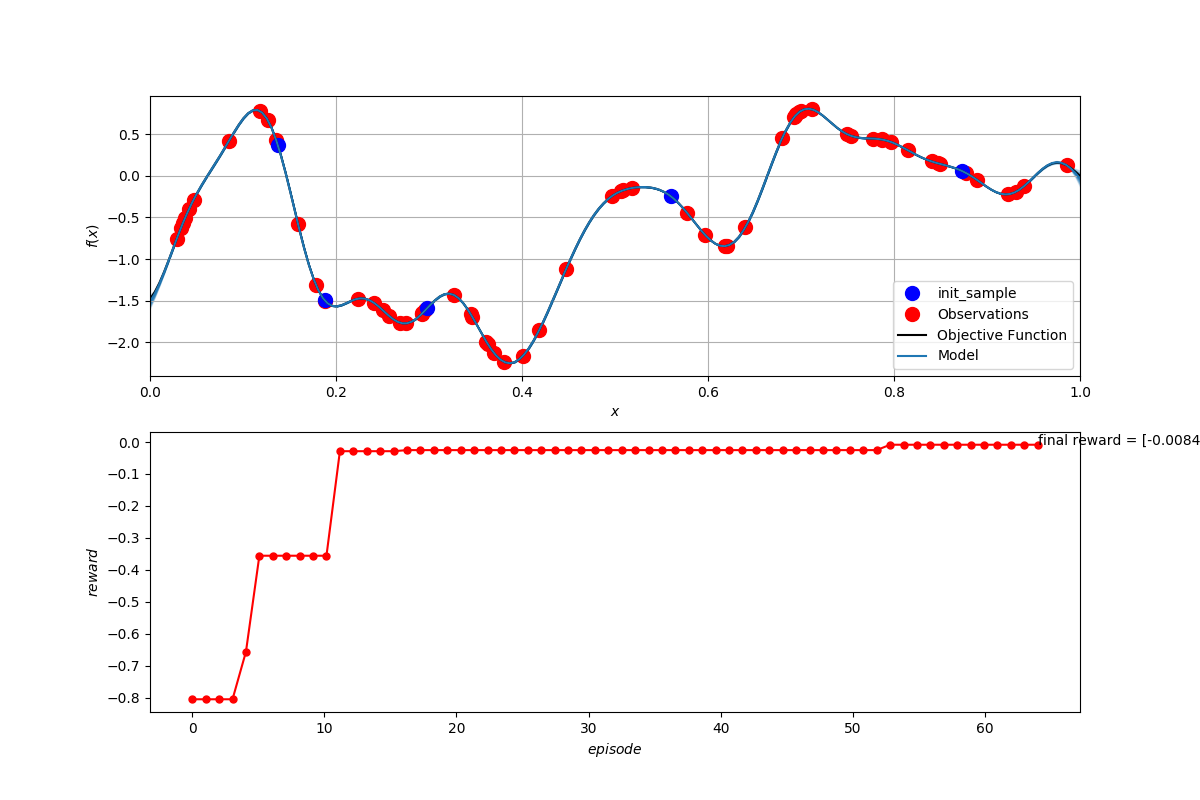 0.5
0.0
−0.5
−1.0
−1.5
−2.0
f(x)
init_sample
Observations
Objective Function
Model
0.0 0.2 0.4 0.6 0.8 1.0
x
0.0
−0.1
−0.2
−0.3
−0.4
−0.5
−0.6
−0.7
−0.8
reward
final reward = [-0.0084
0 10 20 30 40 50 60
episode